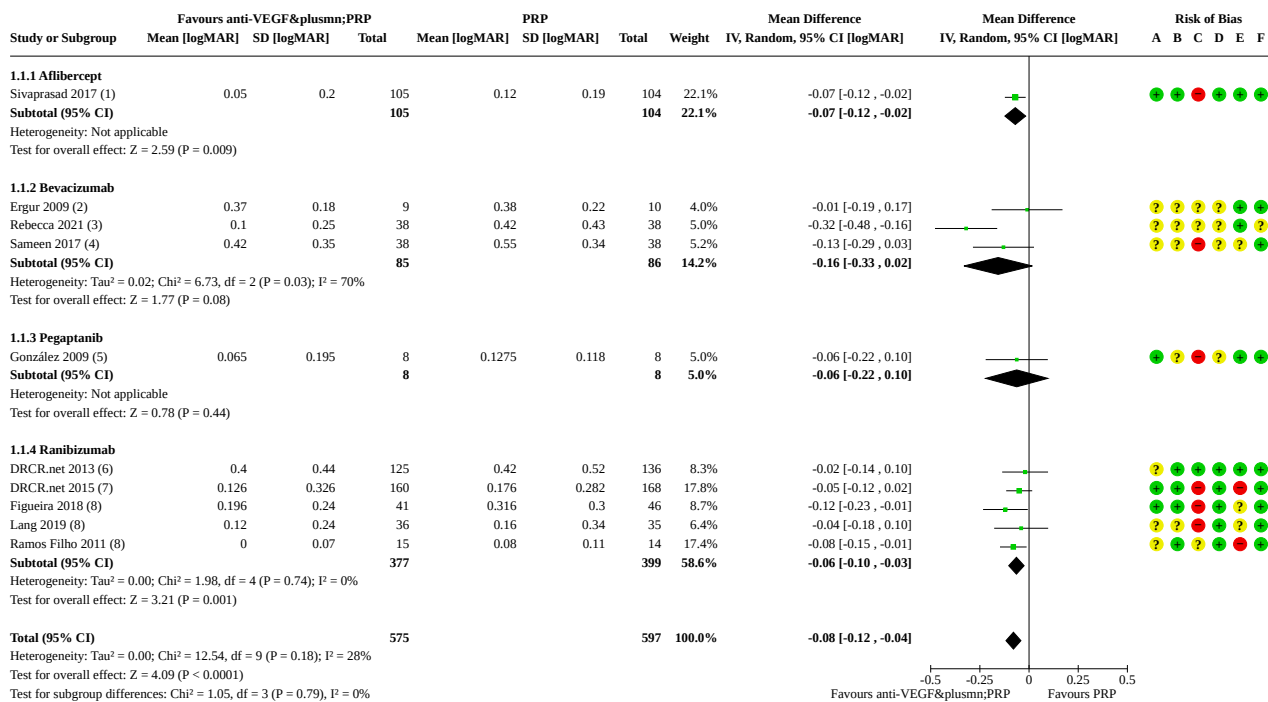 Favours anti-VEGF&plusmn;PRP PRP Mean Difference Mean Difference Risk of Bias
Study or Subgroup Mean [logMAR] SD [logMAR] Total Mean [logMAR] SD [logMAR] Total Weight IV, Random, 95% CI [logMAR] IV, Random, 95% CI [logMAR] A B C D E F
1.1.1 Aflibercept
Sivaprasad 2017 (1) 0.05 0.2 105 0.12 0.19 104 22.1% -0.07 [-0.12 , -0.02] + + − + + +
Subtotal (95% CI) 105 104 22.1% -0.07 [-0.12 , -0.02]
Heterogeneity: Not applicable
Test for overall effect: Z = 2.59 (P = 0.009)
1.1.2 Bevacizumab
Ergur 2009 (2) 0.37 0.18 9 0.38 0.22 10 4.0% -0.01 [-0.19 , 0.17] ? ? ? ? + +
Rebecca 2021 (3) 0.1 0.25 38 0.42 0.43 38 5.0% -0.32 [-0.48 , -0.16] ? ? ? ? + ?
Sameen 2017 (4) 0.42 0.35 38 0.55 0.34 38 5.2% -0.13 [-0.29 , 0.03] ? ? − ? ? +
Subtotal (95% CI) 85 86 14.2% -0.16 [-0.33 , 0.02]
Heterogeneity: Tau² = 0.02; Chi² = 6.73, df = 2 (P = 0.03); I² = 70%
Test for overall effect: Z = 1.77 (P = 0.08)
1.1.3 Pegaptanib
González 2009 (5) 0.065 0.195 8 0.1275 0.118 8 5.0% -0.06 [-0.22 , 0.10] + ? − ? + +
Subtotal (95% CI) 8 8 5.0% -0.06 [-0.22 , 0.10]
Heterogeneity: Not applicable
Test for overall effect: Z = 0.78 (P = 0.44)
1.1.4 Ranibizumab
DRCR.net 2013 (6) 0.4 0.44 125 0.42 0.52 136 8.3% -0.02 [-0.14 , 0.10] ? + + + + +
DRCR.net 2015 (7) 0.126 0.326 160 0.176 0.282 168 17.8% -0.05 [-0.12 , 0.02] + + − + − +
Figueira 2018 (8) 0.196 0.24 41 0.316 0.3 46 8.7% -0.12 [-0.23 , -0.01] + + − + ? +
Lang 2019 (8) 0.12 0.24 36 0.16 0.34 35 6.4% -0.04 [-0.18 , 0.10] ? ? − + ? +
Ramos Filho 2011 (8) 0 0.07 15 0.08 0.11 14 17.4% -0.08 [-0.15 , -0.01] ? + ? + − +
Subtotal (95% CI) 377 399 58.6% -0.06 [-0.10 , -0.03]
Heterogeneity: Tau² = 0.00; Chi² = 1.98, df = 4 (P = 0.74); I² = 0%
Test for overall effect: Z = 3.21 (P = 0.001)
Total (95% CI) 575 597 100.0% -0.08 [-0.12 , -0.04]
Heterogeneity: Tau² = 0.00; Chi² = 12.54, df = 9 (P = 0.18); I² = 28%
Test for overall effect: Z = 4.09 (P < 0.0001)
-0.5 -0.25 0 0.25 0.5
Test for subgroup differences: Chi² = 1.05, df = 3 (P = 0.79), I² = 0% Favours anti-VEGF&plusmn;PRP Favours PRP